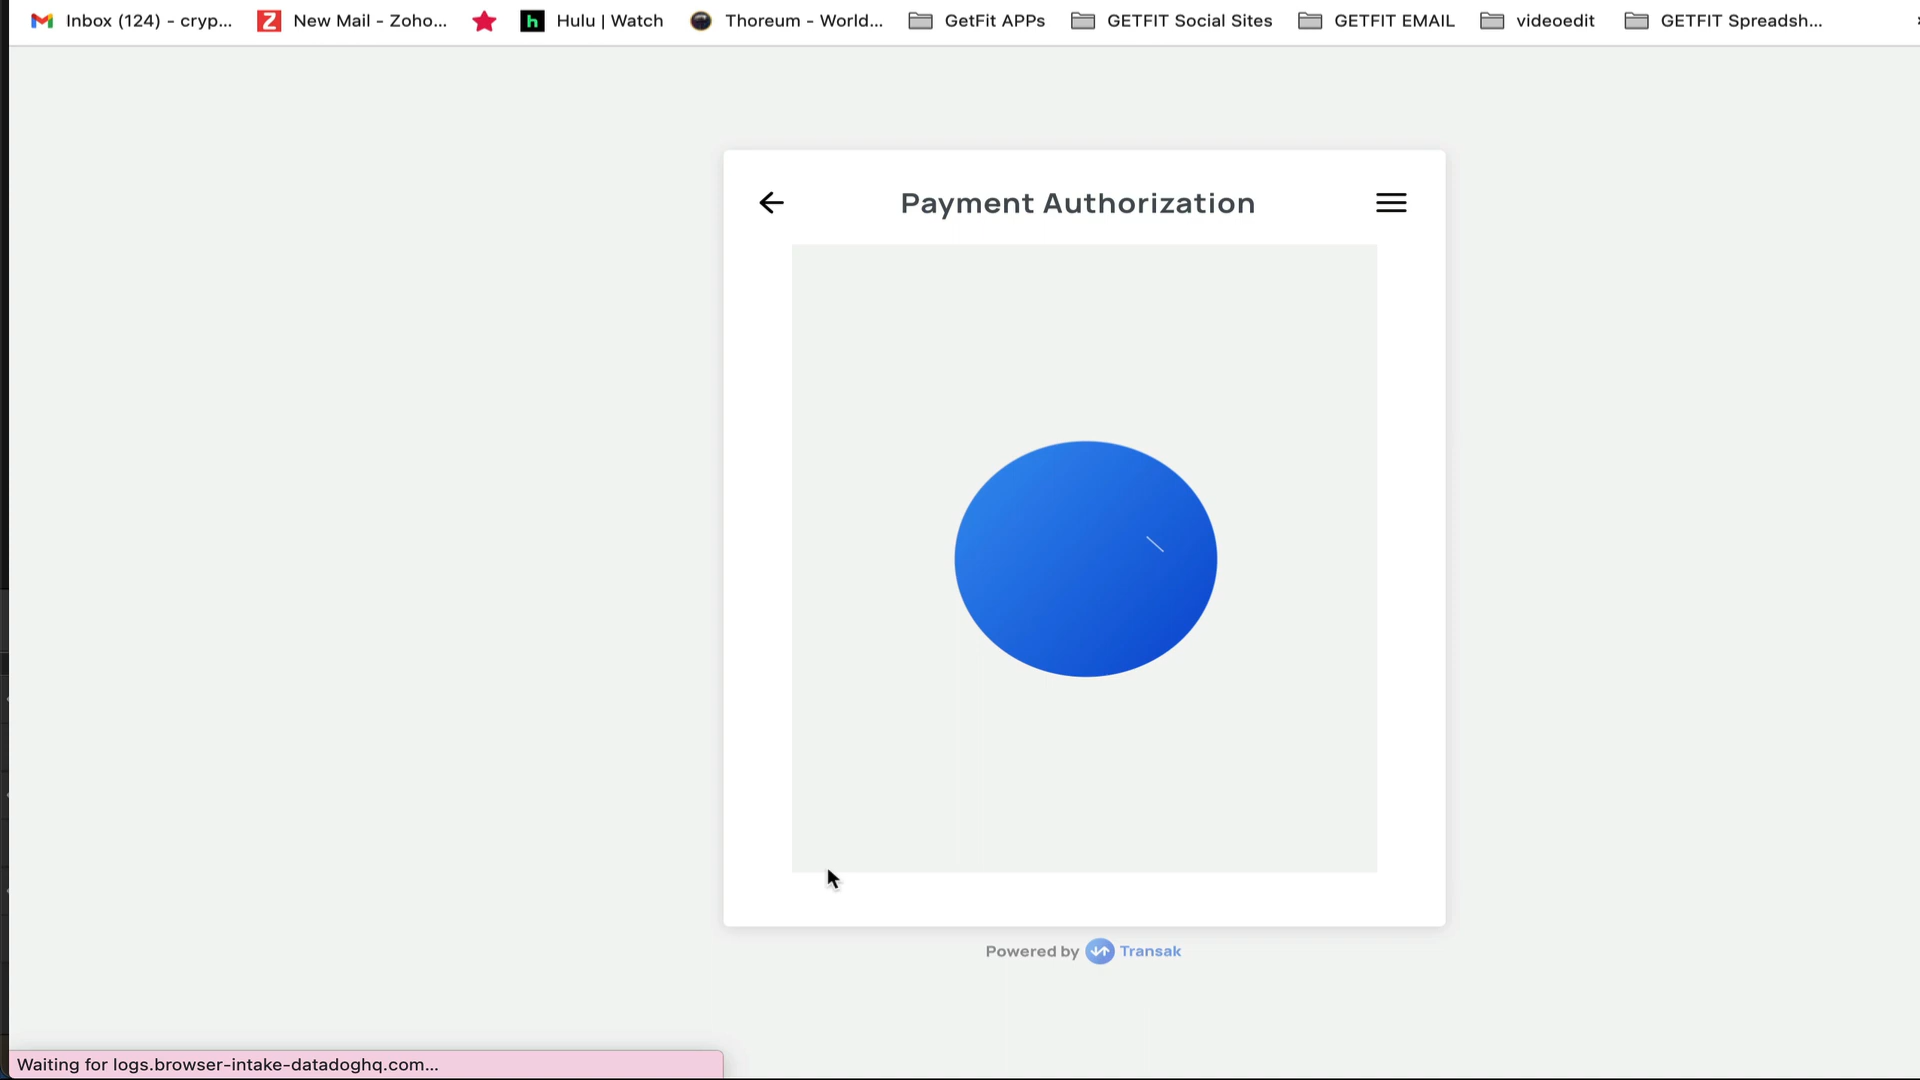 Inbox (124) - cryp...
New Mail - Zoho...
Hulu | Watch
Thoreum - World...
GetFit APPs
GETFIT Social Sites
GETFIT EMAIL
videoedit
GETFIT Spreadsh...
Payment Authorization
Powered by Transak
Waiting for logs.browser-intake-datadoghq.com...